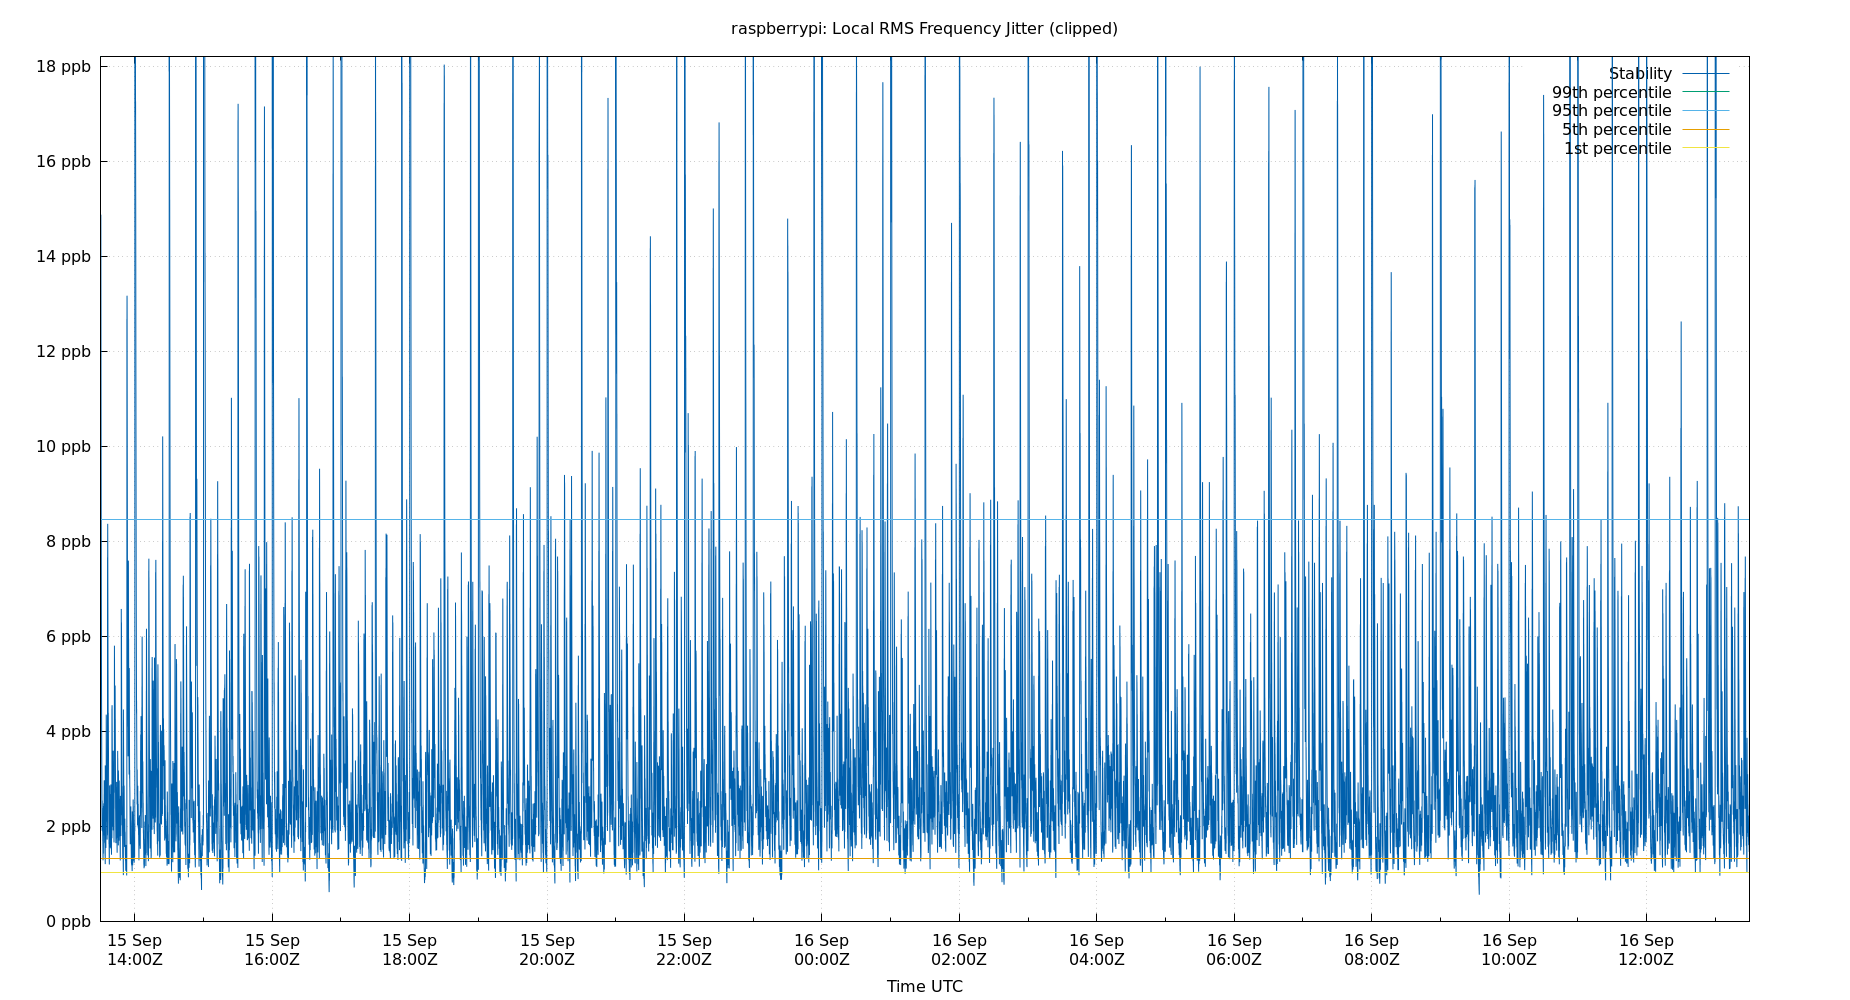 raspberrypi: Local RMS Frequency Jitter (clipped)
18 ppb
16 ppb
14 ppb
12 ppb
10 ppb
8 ppb
6 ppb
4 ppb
2 ppb
0 ppb
Stability
99th percentile
95th percentile
5th percentile
1st percentile
15 Sep 15 Sep 15 Sep 15 Sep 15 Sep 16 Sep 16 Sep 16 Sep 16 Sep 16 Sep 16 Sep 16 Sep
14:00Z 16:00Z 18:00Z 20:00Z 22:00Z 00:00Z 02:00Z 04:00Z 06:00Z 08:00Z 10:00Z 12:00Z
Time UTC